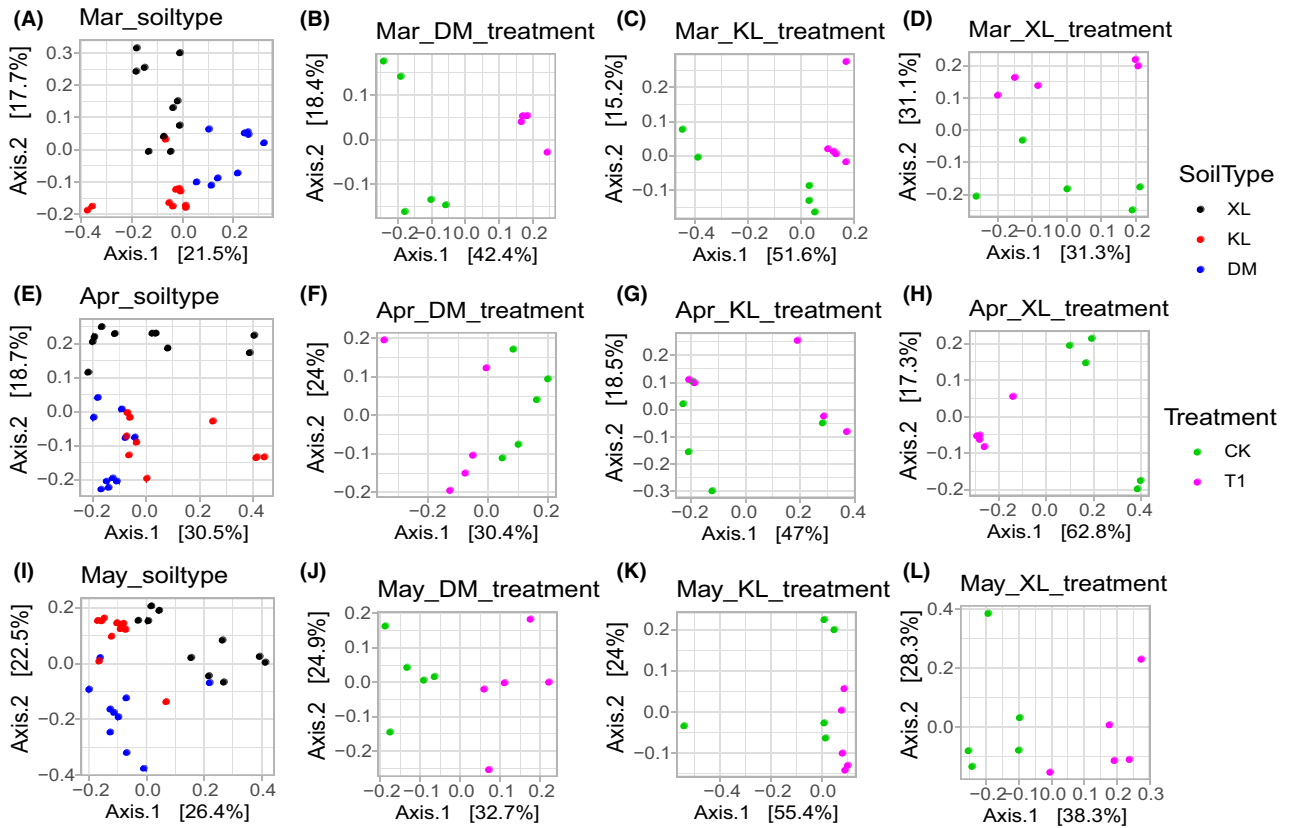 (A) Mar_soiltype
Axis.2 [17.7%]
0.3
0.2
0.1
0.0
−0.1
−0.2
−0.4 −0.2 0.0 0.2
Axis.1 [21.5%]
(B) Mar_DM_treatment
Axis.2 [18.4%]
0.1
0.0
−0.1
−0.2 −0.10.0 0.1 0.2
Axis.1 [42.4%]
(C) Mar_KL_treatment
Axis.2 [15.2%]
0.2
0.1
0.0
−0.1
−0.4 −0.2 0.0 0.2
Axis.1 [51.6%]
(D) Mar_XL_treatment
Axis.2 [31.1%]
0.2
0.1
0.0
−0.1
−0.2
−0.2−0.10.0 0.1 0.2
Axis.1 [31.3%]
SoilType
XL
KL
DM
(E) Apr_soiltype
Axis.2 [18.7%]
0.2
0.1
0.0
−0.1
−0.2
−0.2 0.0 0.2 0.4
Axis.1 [30.5%]
(F) Apr_DM_treatment
Axis.2 [24%]
0.2
0.1
0.0
−0.1
−0.2
−0.2 0.0 0.2
Axis.1 [30.4%]
(G) Apr_KL_treatment
Axis.2 [18.5%]
0.2
0.1
0.0
−0.1
−0.2
−0.3
−0.2 0.0 0.2 0.4
Axis.1 [47%]
(H) Apr_XL_treatment
Axis.2 [17.3%]
0.2
0.1
0.0
−0.1
−0.2
−0.2 0.0 0.2 0.4
Axis.1 [62.8%]
Treatment
CK
T1
(I) May_soiltype
Axis.2 [22.5%]
0.2
0.0
−0.2
−0.4
−0.2 0.0 0.2 0.4
Axis.1 [26.4%]
(J) May_DM_treatment
Axis.2 [24.9%]
0.2
0.1
0.0
−0.1
−0.2
−0.2 −0.1 0.0 0.1 0.2
Axis.1 [32.7%]
(K) May_KL_treatment
Axis.2 [24%]
0.2
0.1
0.0
−0.1
−0.4 −0.2 0.0
Axis.1 [55.4%]
(L) May_XL_treatment
Axis.2 [28.3%]
0.4
0.2
0.0
−0.2−0.10.0 0.1 0.2 0.3
Axis.1 [38.3%]